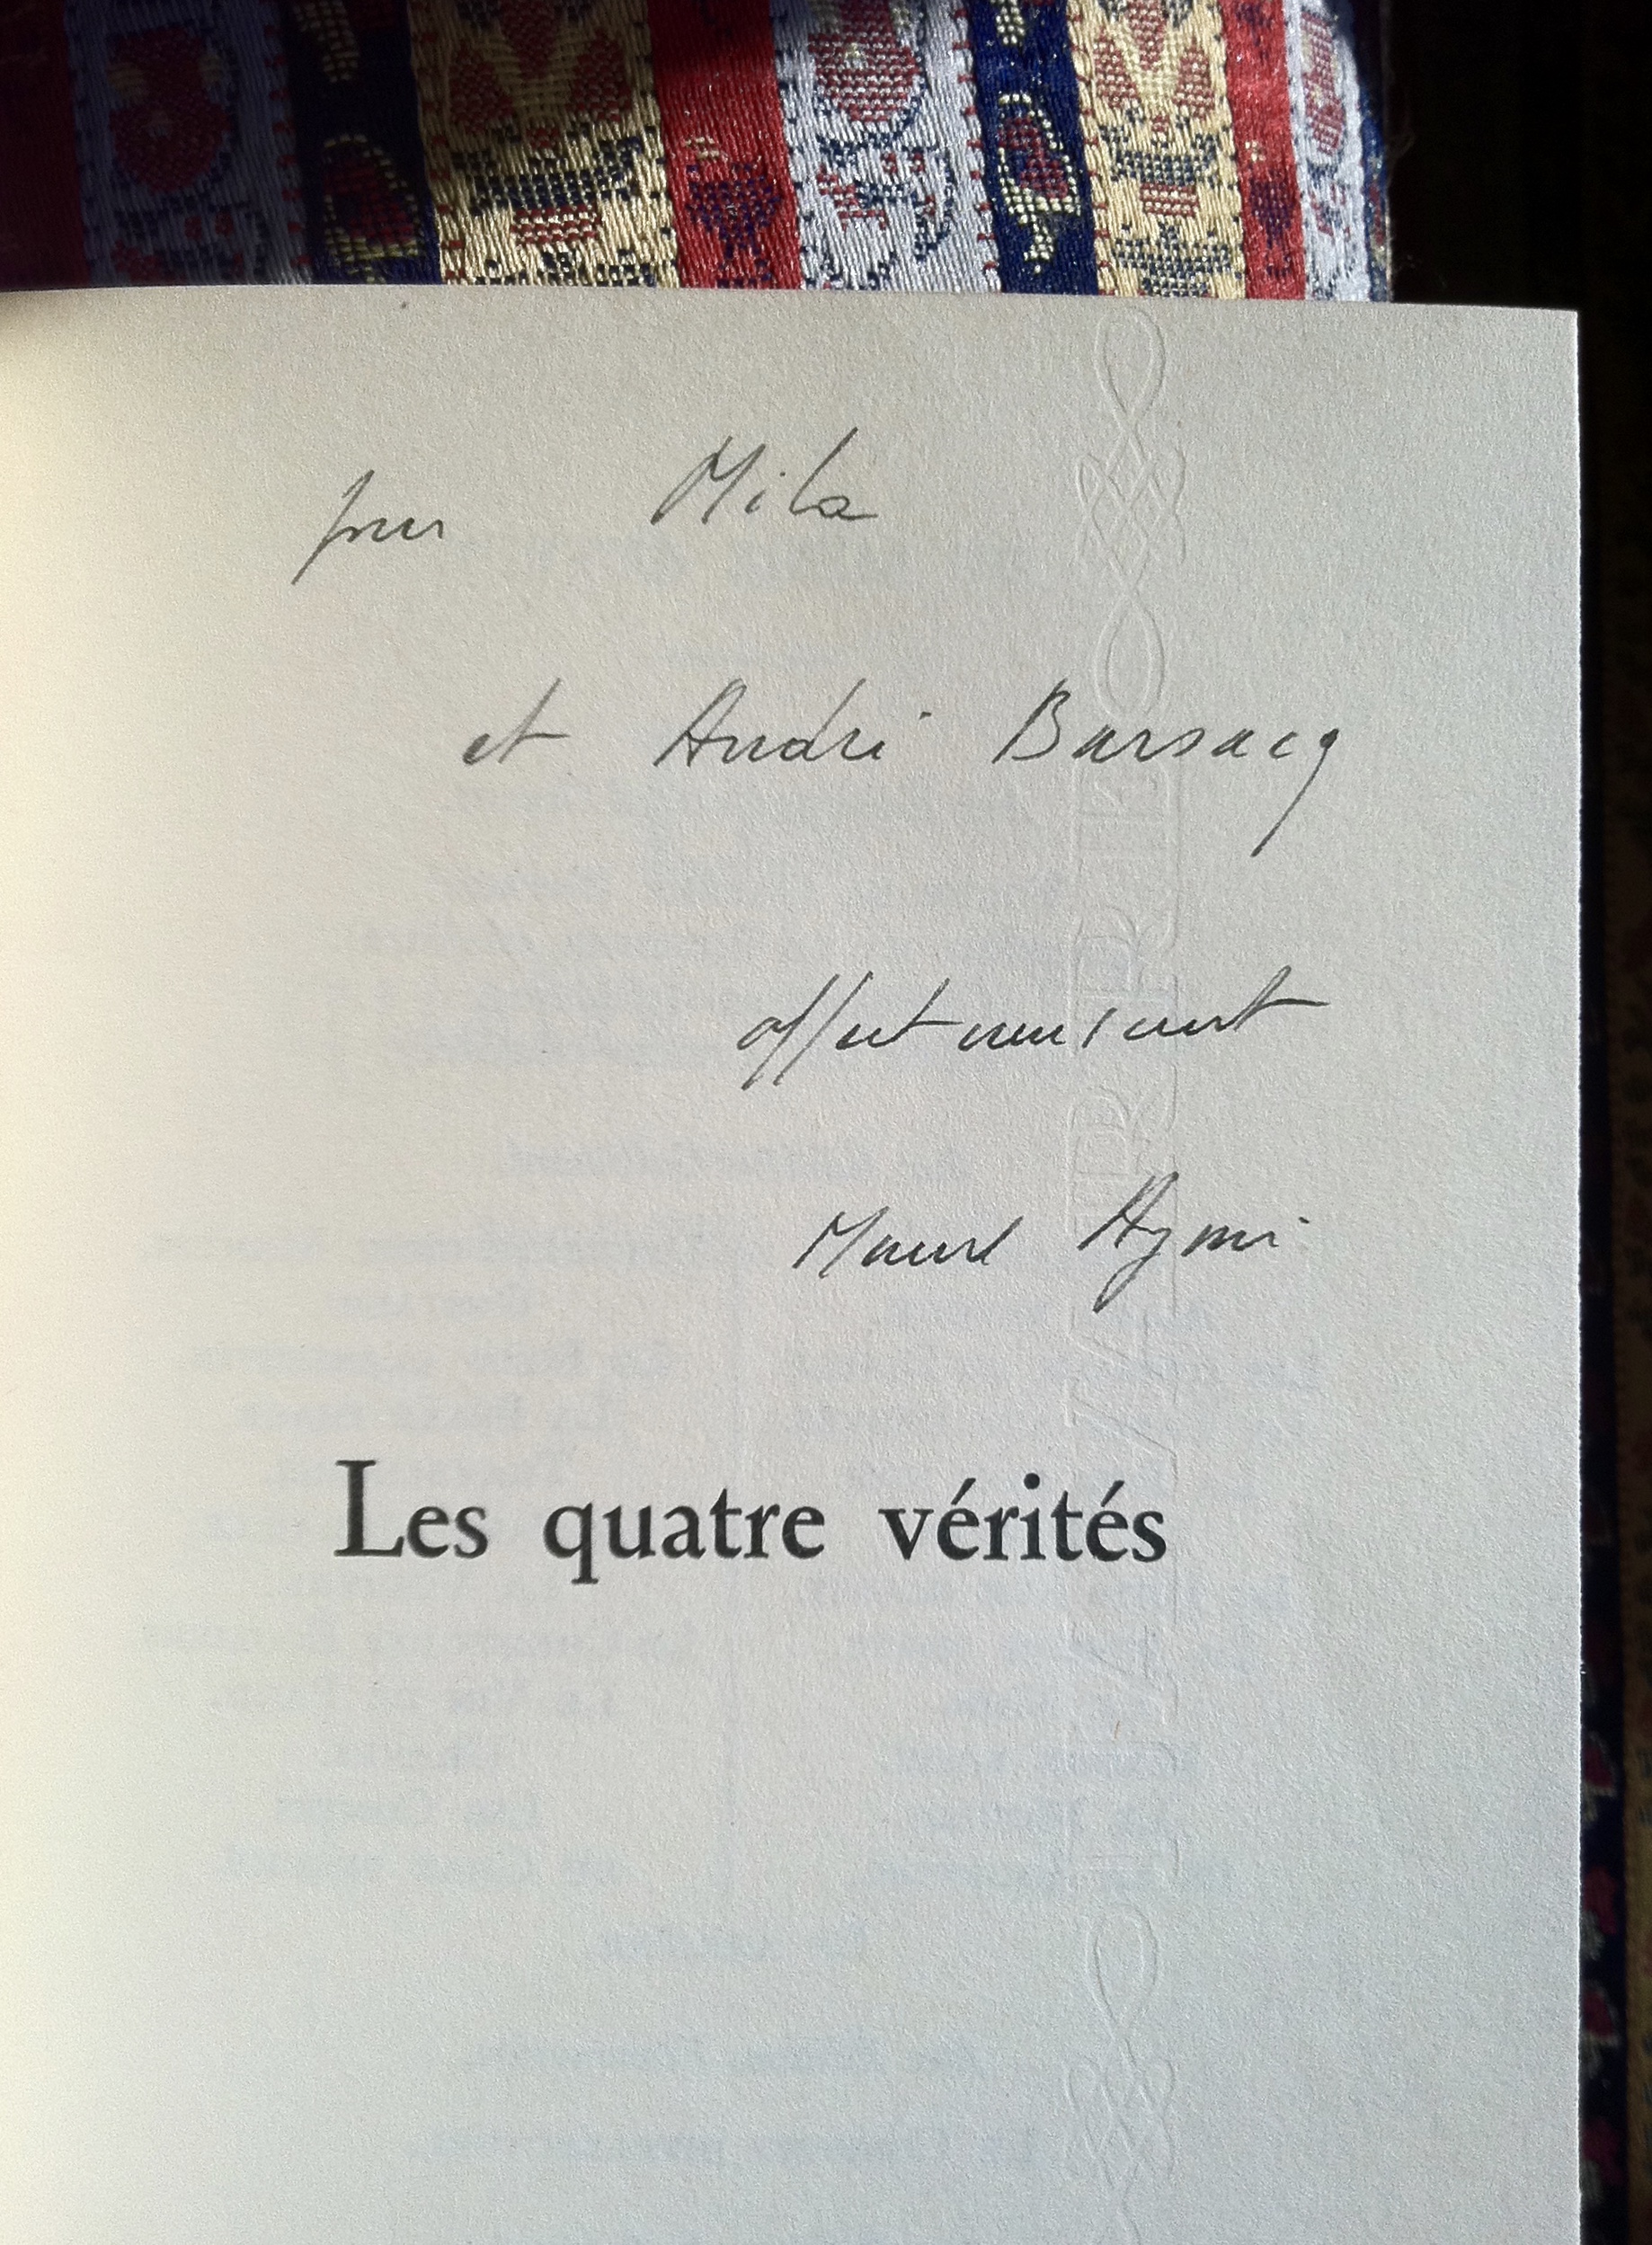 pour Mila
et André Barsacq
affectueusement
Marcel Aymé
Les quatre vérités